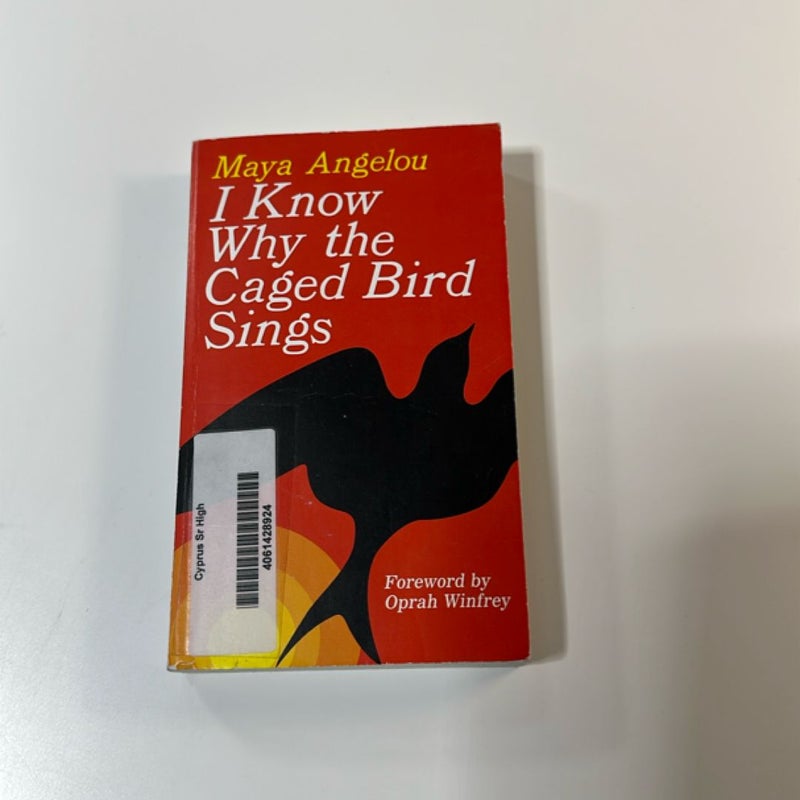 Maya Angelou
I Know
Why the
Caged Bird
Sings
Cyprus Sr High
4061428924
Foreword by
Oprah Winfrey